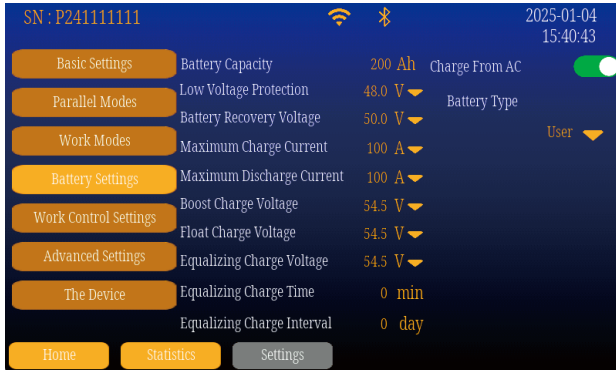 SN : P241111111
2025-01-04
15:40:43
Basic Settings
Parallel Modes
Work Modes
Battery Settings
Work Control Settings
Advanced Settings
The Device
Battery Capacity 200 Ah
Low Voltage Protection 48.0 V
Battery Recovery Voltage 50.0 V
Maximum Charge Current 100 A
Maximum Discharge Current 100 A
Boost Charge Voltage 54.5 V
Float Charge Voltage 54.5 V
Equalizing Charge Voltage 54.5 V
Equalizing Charge Time 0 min
Equalizing Charge Interval 0 day
Charge From AC
Battery Type
User
Home Statistics Settings